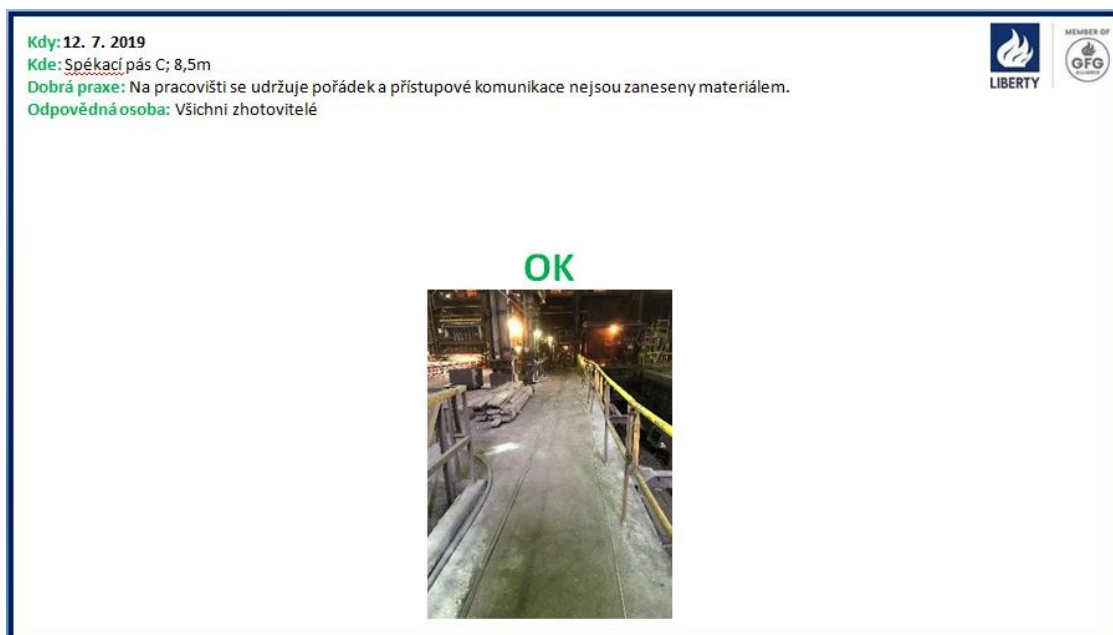 Kdy: 12. 7. 2019
Kde: Spékací pás C; 8,5m
Dobrá praxe: Na pracovišti se udržuje pořádek a přístupové komunikace nejsou zaneseny materiálem.
Odpovědná osoba: Všichni zhotovitelé
LIBERTY
MEMBER OF
GFG
ALLIANCE
OK